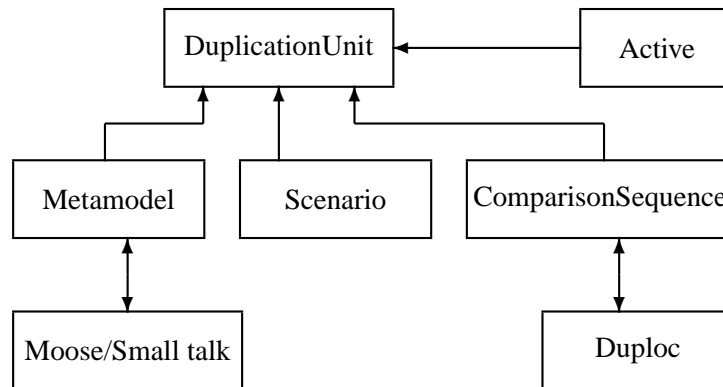 DuplicationUnit
Active
Metamodel
Scenario
ComparisonSequence
Moose/Small talk
Duploc